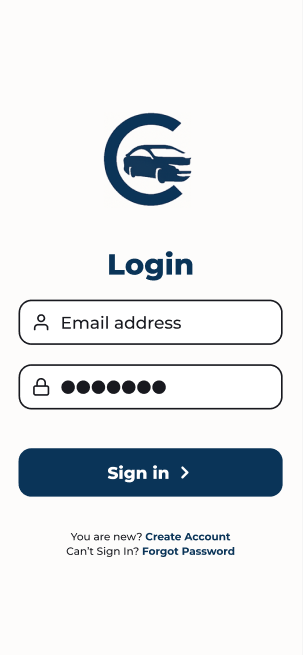 Login
Email address
●●●●●●●
Sign in
You are new? Create Account
Can't Sign In? Forgot Password